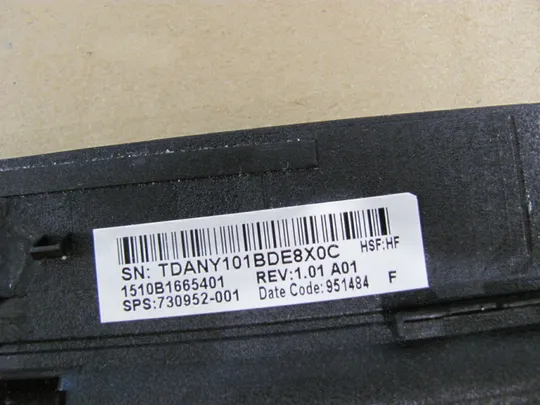 SN: TDANY101BDE8X0C HSF:HF
1510B1665401 REV:1.01 A01
SPS:730952-001 Date Code:951484 F